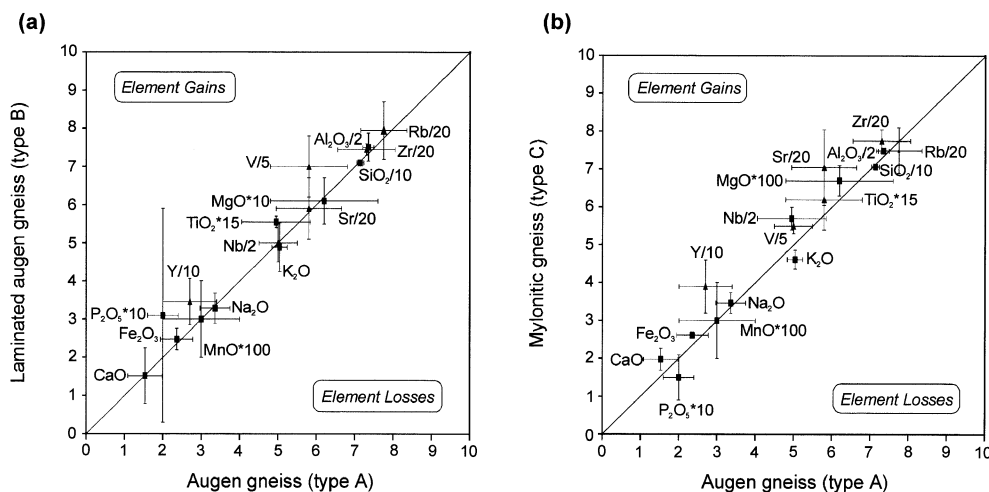 (a)
Laminated augen gneiss (type B)
10
9
8
7
6
5
4
3
2
1
0
Element Gains
Al₂O₃/2
Rb/20
Zr/20
V/5
SiO₂/10
MgO*10
Sr/20
TiO₂*15
Nb/2
K₂O
Y/10
P₂O₅*10
Na₂O
Fe₂O₃
MnO*100
CaO
Element Losses
0 1 2 3 4 5 6 7 8 9 10
Augen gneiss (type A)
(b)
Mylonitic gneiss (type C)
10
9
8
7
6
5
4
3
2
1
0
Element Gains
Zr/20
Sr/20
Al₂O₃/2
Rb/20
MgO*100
SiO₂/10
TiO₂*15
Nb/2
V/5
K₂O
Y/10
Na₂O
Fe₂O₃
MnO*100
CaO
P₂O₅*10
Element Losses
0 1 2 3 4 5 6 7 8 9 10
Augen gneiss (type A)